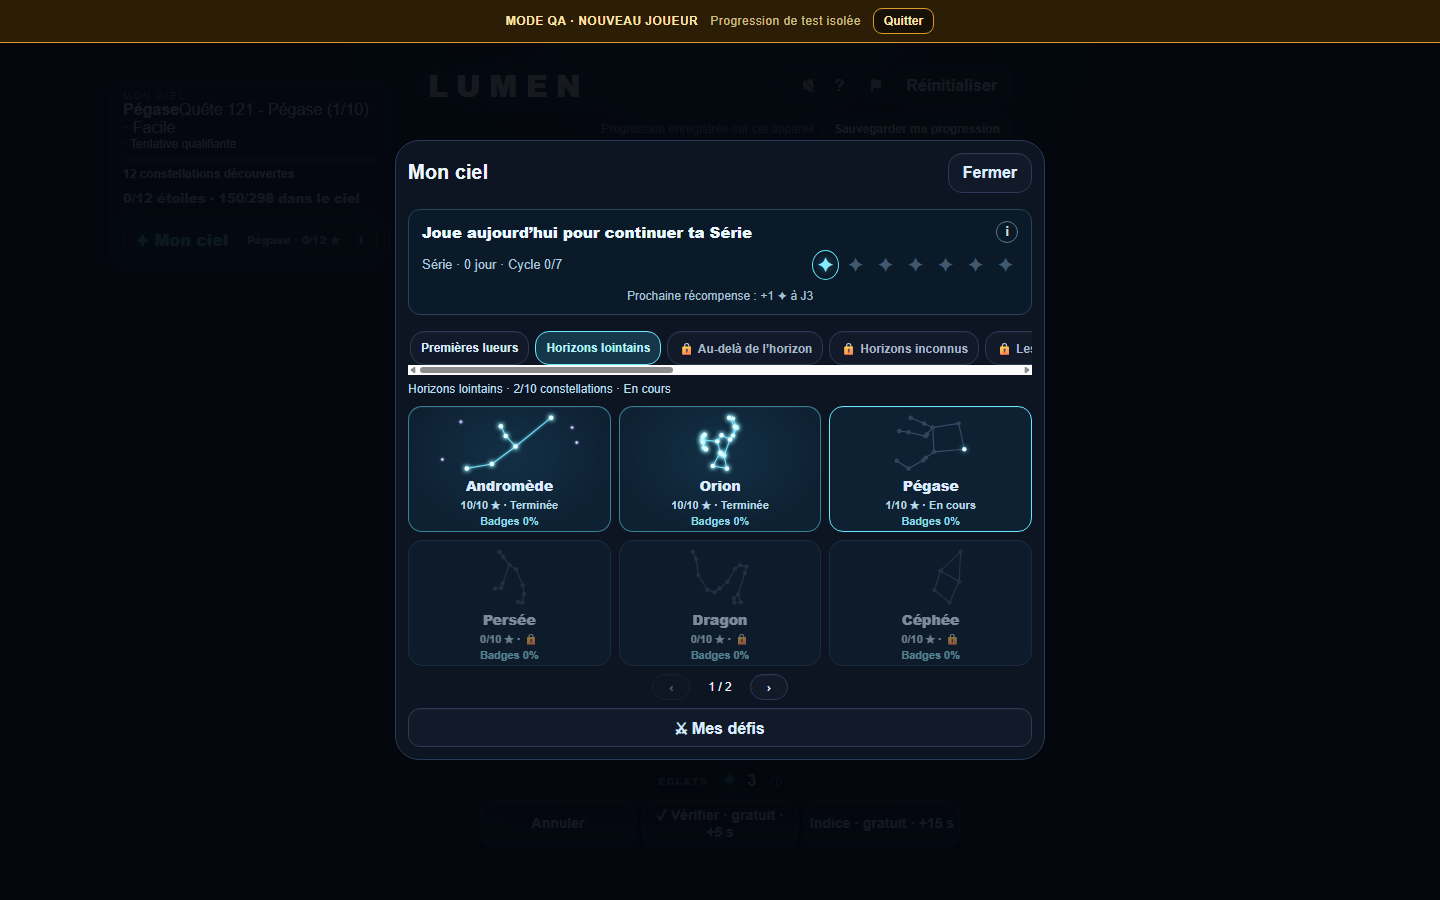 MODE QA · NOUVEAU JOUEUR Progression de test isolée Quitter
LUMEN ? Réinitialiser
Progression enregistrée sur cet appareil Sauvegarder ma progression
MON CIEL
PégaseQuête 121 - Pégase (1/10)
· Facile
· Tentative qualifiante
12 constellations découvertes
0/12 étoiles · 150/298 dans le ciel
✦ Mon ciel Pégase · 0/12 ★ ›
Mon ciel Fermer
Joue aujourd’hui pour continuer ta Série i
Série · 0 jour · Cycle 0/7
Prochaine récompense : +1 ✦ à J3
Premières lueurs Horizons lointains 🔒 Au-delà de l’horizon 🔒 Horizons inconnus 🔒 Les
Horizons lointains · 2/10 constellations · En cours
Andromède
10/10 ★ · Terminée
Badges 0%
Orion
10/10 ★ · Terminée
Badges 0%
Pégase
1/10 ★ · En cours
Badges 0%
Persée
0/10 ★ · 🔒
Badges 0%
Dragon
0/10 ★ · 🔒
Badges 0%
Céphée
0/10 ★ · 🔒
Badges 0%
‹ 1 / 2 ›
⚔ Mes défis
ÉCLATS ✦ 3
Annuler
✓ Vérifier · gratuit ·
+5 s
Indice · gratuit · +15 s